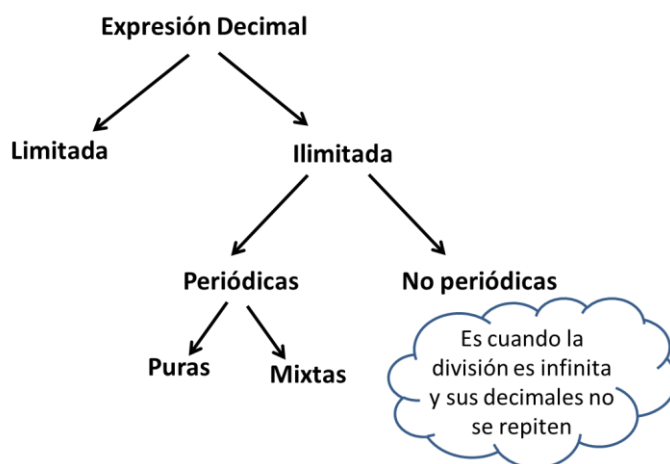 Expresión Decimal
Limitada
Ilimitada
Periódicas
No periódicas
Puras
Mixtas
Es cuando la
división es infinita
y sus decimales no
se repiten